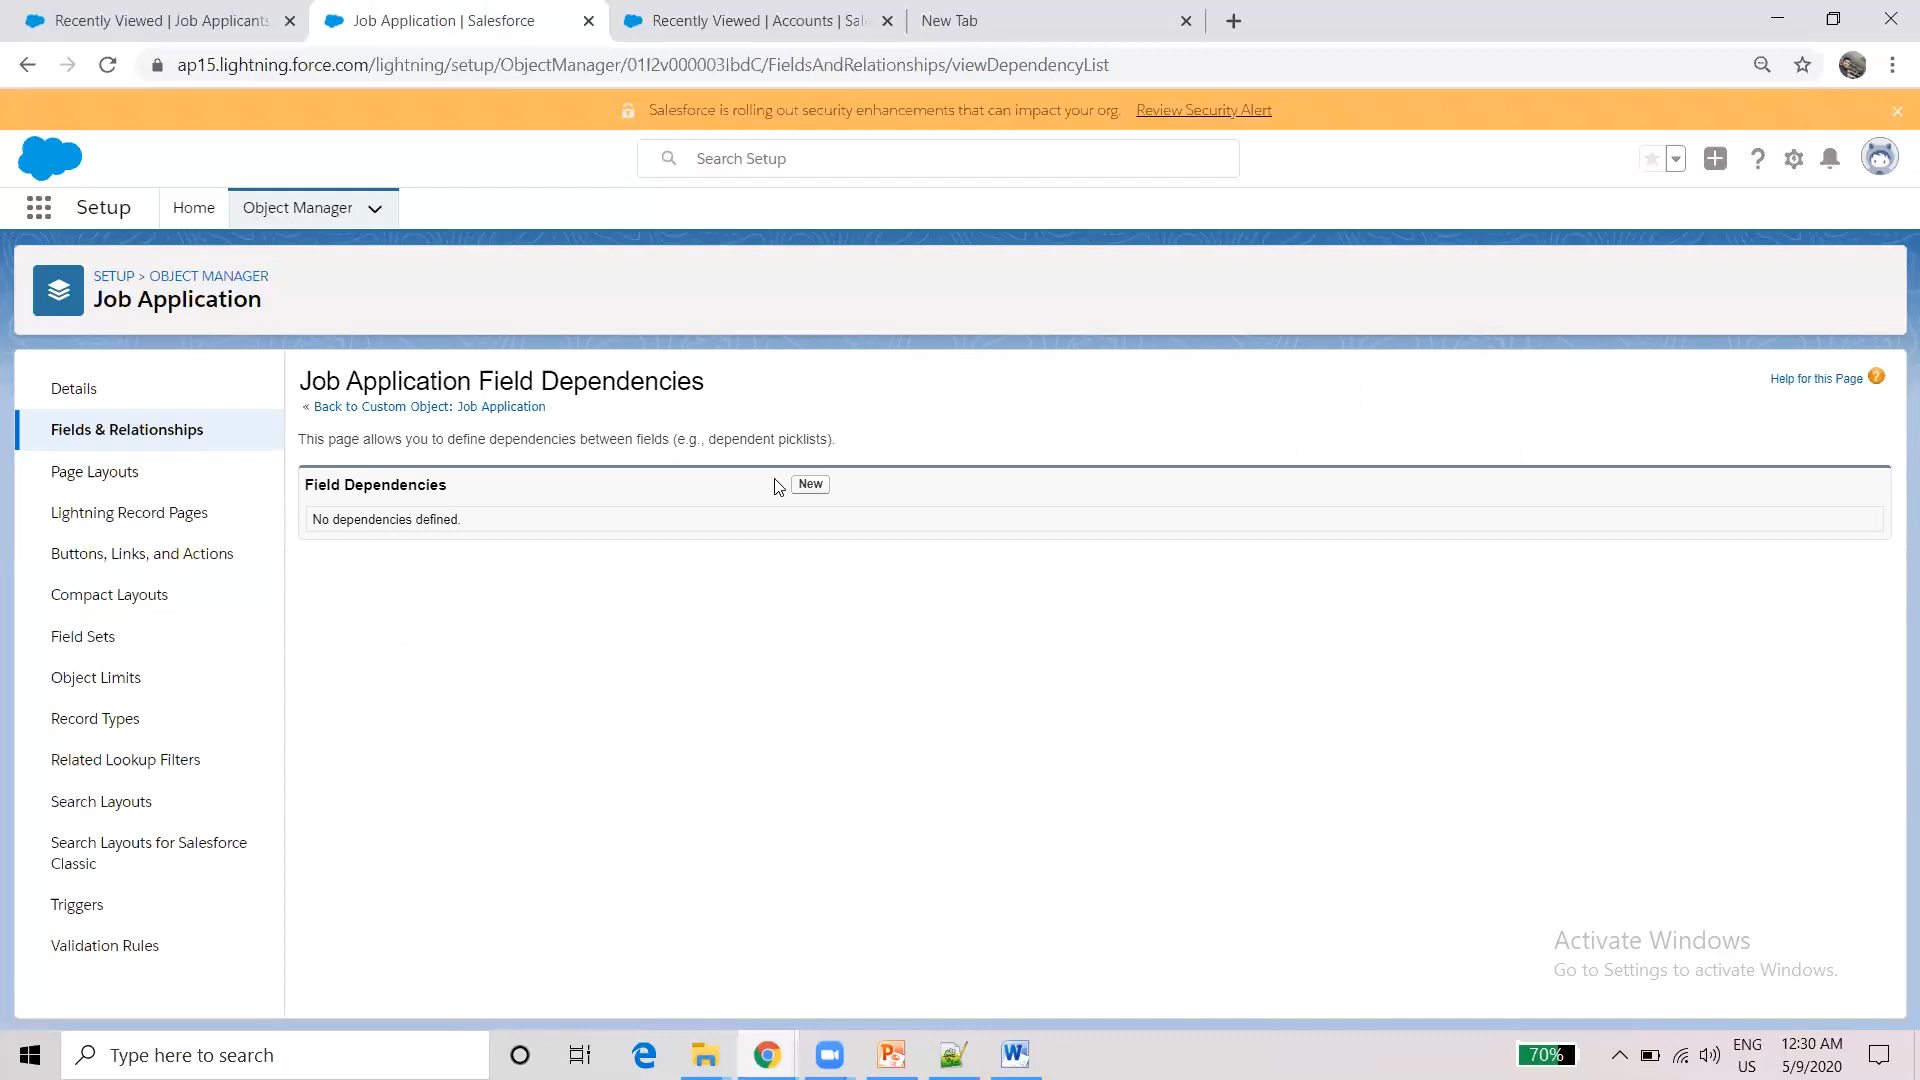 Recently Viewed | Job Applicants
Job Application | Salesforce
Recently Viewed | Accounts | Sal
New Tab
ap15.lightning.force.com/lightning/setup/ObjectManager/01I2v000003IbdC/FieldsAndRelationships/viewDependencyList
Salesforce is rolling out security enhancements that can impact your org. Review Security Alert
Search Setup
Setup
Home
Object Manager
SETUP > OBJECT MANAGER
Job Application
Details
Fields & Relationships
Page Layouts
Lightning Record Pages
Buttons, Links, and Actions
Compact Layouts
Field Sets
Object Limits
Record Types
Related Lookup Filters
Search Layouts
Search Layouts for Salesforce
Classic
Triggers
Validation Rules
Job Application Field Dependencies
Help for this Page
« Back to Custom Object: Job Application
This page allows you to define dependencies between fields (e.g., dependent picklists).
Field Dependencies
New
No dependencies defined.
Activate Windows
Go to Settings to activate Windows.
Type here to search
70%
ENG
US
12:30 AM
5/9/2020